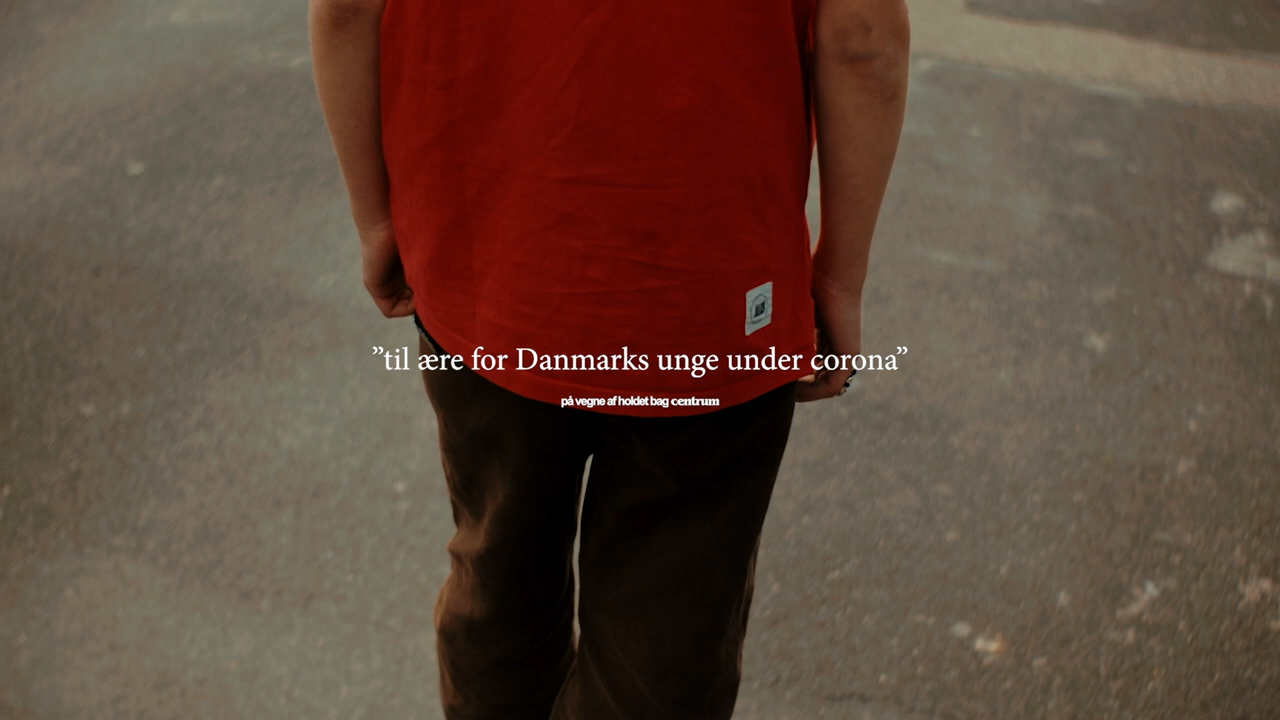 ”til ære for Danmarks unge under corona”
på vegne af holdet bag centrum